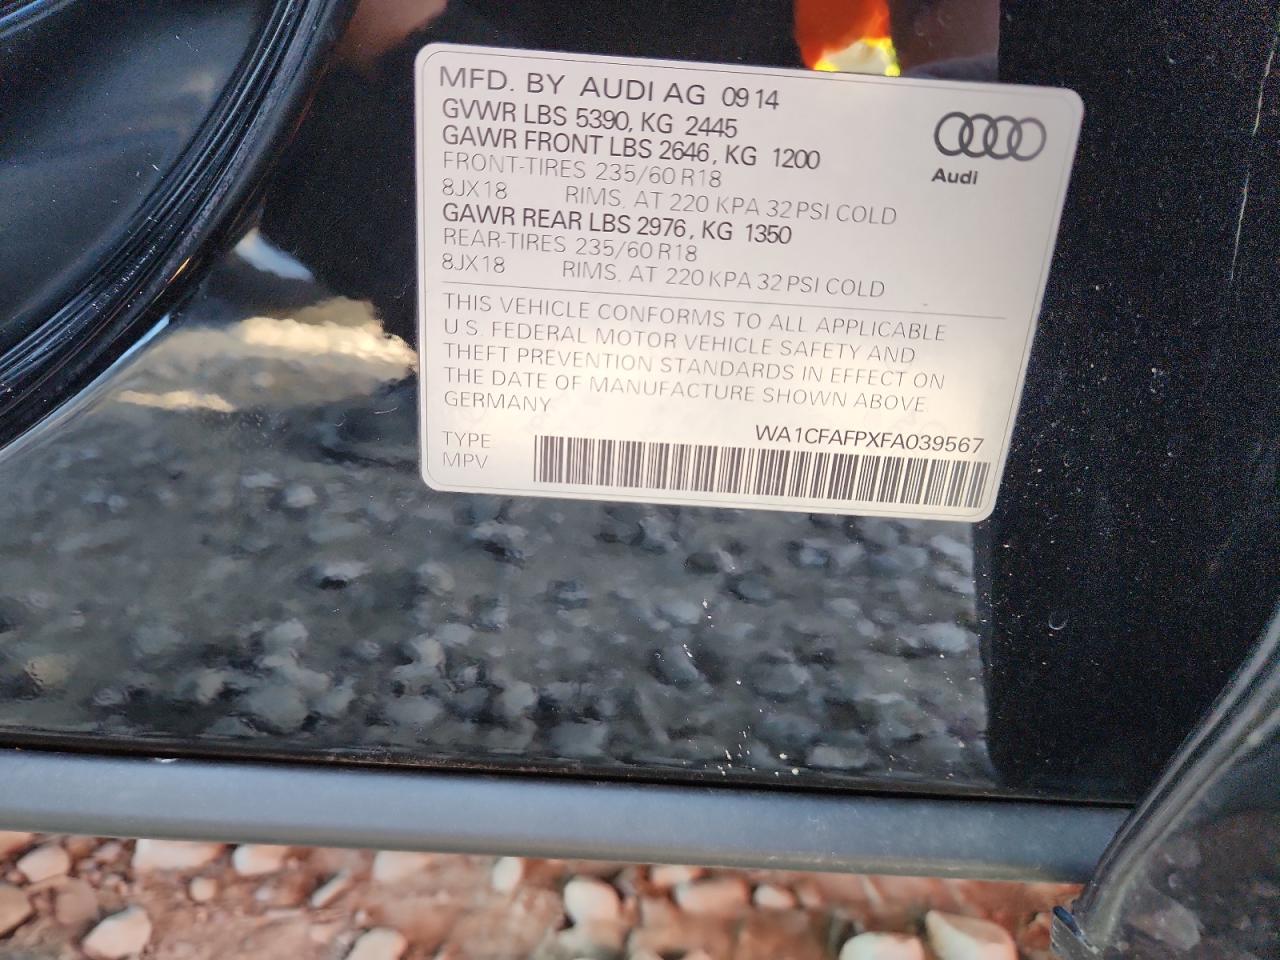 MFD. BY AUDI AG 09 14
GVWR LBS 5390, KG 2445
GAWR FRONT LBS 2646, KG 1200
FRONT-TIRES 235/60 R18
8JX18 RIMS, AT 220 KPA 32 PSI COLD
GAWR REAR LBS 2976, KG 1350
REAR-TIRES 235/60 R18
8JX18 RIMS, AT 220 KPA 32 PSI COLD
Audi
THIS VEHICLE CONFORMS TO ALL APPLICABLE
U.S. FEDERAL MOTOR VEHICLE SAFETY AND
THEFT PREVENTION STANDARDS IN EFFECT ON
THE DATE OF MANUFACTURE SHOWN ABOVE.
GERMANY
WA1CFAFPXFA039567
TYPE
MPV